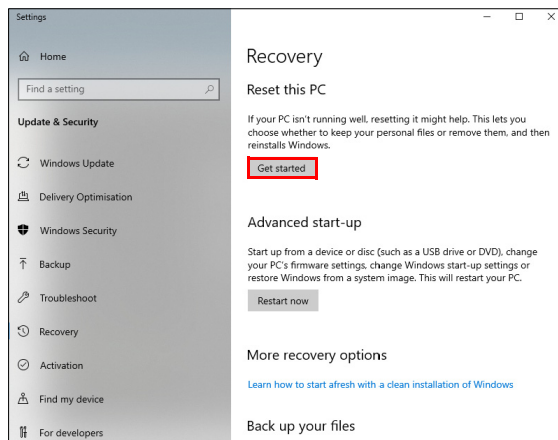 Settings
Home
Find a setting
Update & Security
Windows Update
Delivery Optimisation
Windows Security
Backup
Troubleshoot
Recovery
Activation
Find my device
For developers
Recovery
Reset this PC
If your PC isn't running well, resetting it might help. This lets you
choose whether to keep your personal files or remove them, and then
reinstalls Windows.
Get started
Advanced start-up
Start up from a device or disc (such as a USB drive or DVD), change
your PC's firmware settings, change Windows start-up settings or
restore Windows from a system image. This will restart your PC.
Restart now
More recovery options
Learn how to start afresh with a clean installation of Windows
Back up your files